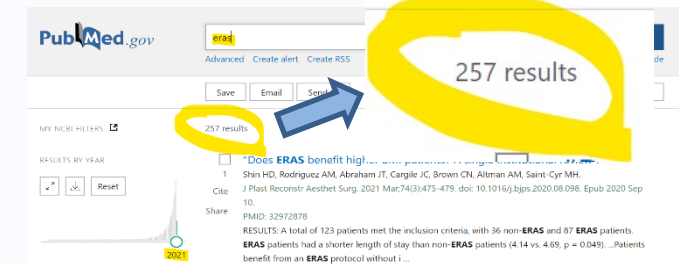 PubMed.gov
eras
Advanced Create alert Create RSS
Save Email Send
257 results
MY NCBI FILTERS
257 results
RESULTS BY YEAR
Reset
2021
1
Cite
Share
"Does ERAS benefit
Shin HD, Rodriguez AM, Abraham JT, Cargile JC, Brown CN, Altman AM, Saint-Cyr MH.
J Plast Reconstr Aesthet Surg. 2021 Mar;74(3):475-479. doi: 10.1016/j.bjps.2020.08.098. Epub 2020 Sep
10.
PMID: 32972878
RESULTS: A total of 123 patients met the inclusion criteria, with 36 non-ERAS and 87 ERAS patients.
ERAS patients had a shorter length of stay than non-ERAS patients (4.14 vs. 4.69, p = 0.049). ...Patients
benefit from an ERAS protocol without i ...